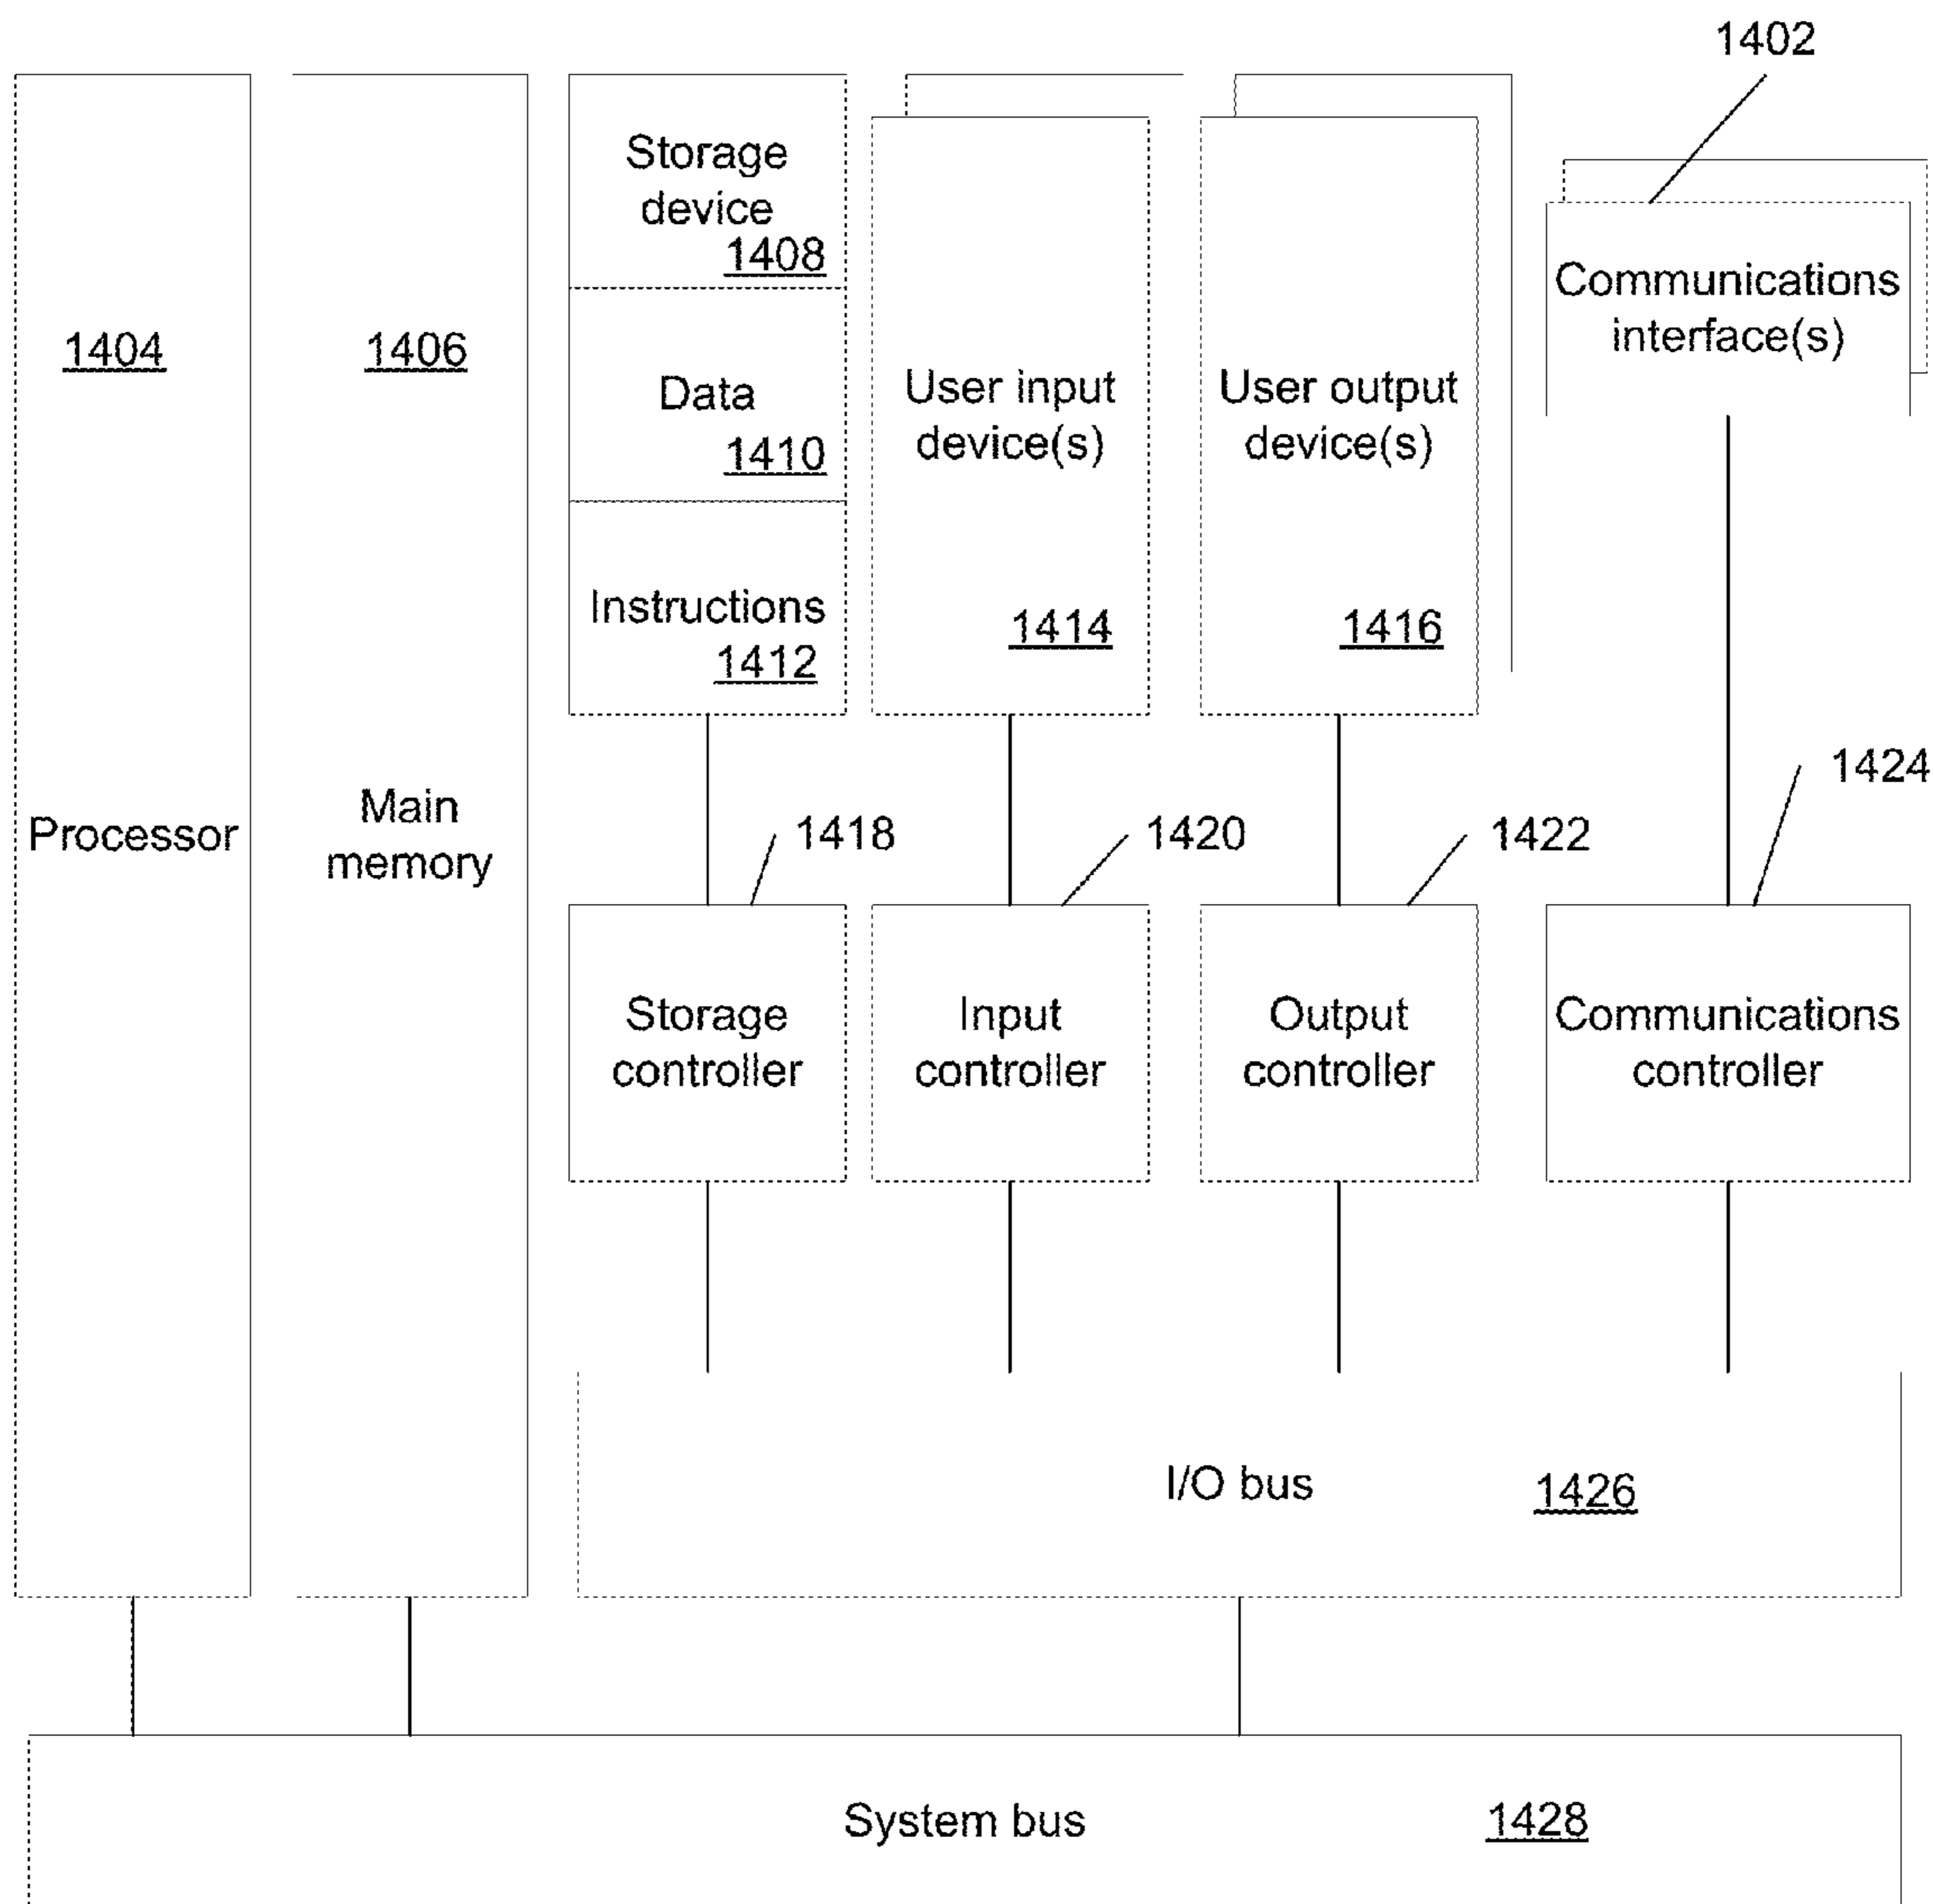 1402
1404
Processor
1406
Main
memory
Storage
device
1408
Data
1410
Instructions
1412
User input
device(s)
1414
User output
device(s)
1416
Communications
interface(s)
1418
1420
1422
1424
Storage
controller
Input
controller
Output
controller
Communications
controller
I/O bus
1426
System bus
1428